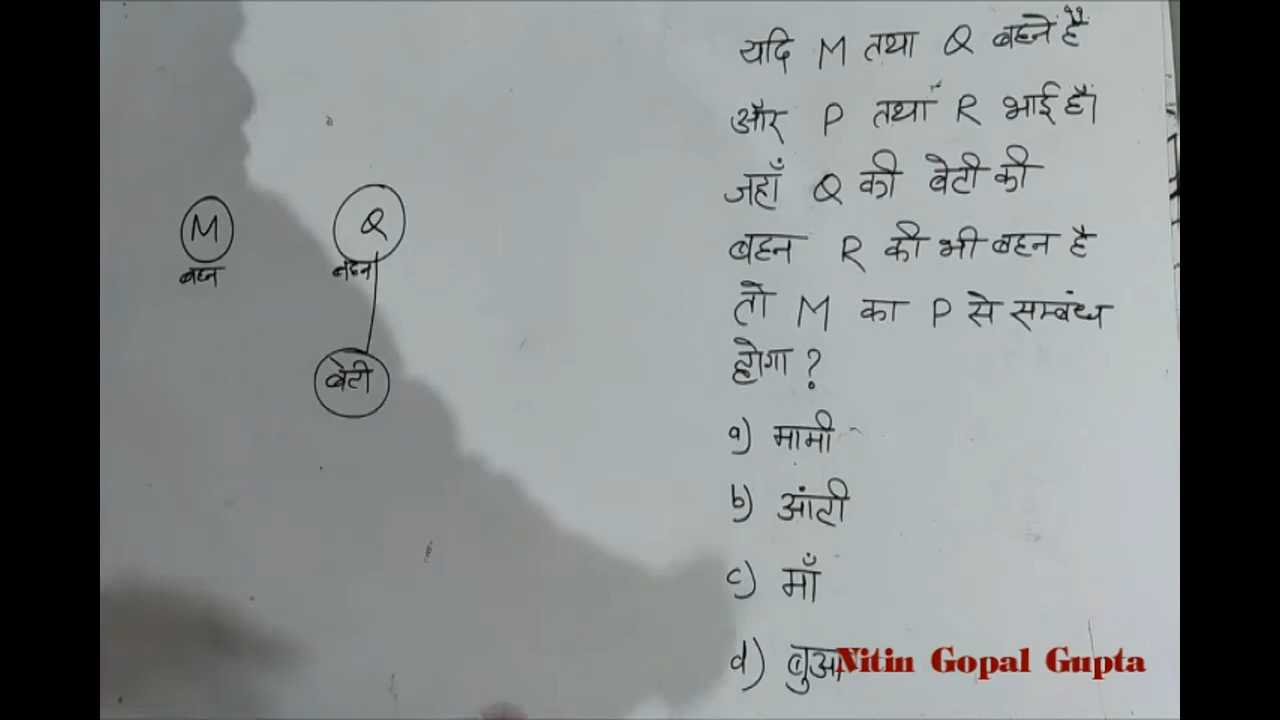 M
बहन
Q
बहन
बेटी
यदि M तथा Q बहने है
और P तथा R भाई है।
जहाँ Q की बेटी की
बहन R की भी बहन है
तो M का P से सम्बंध
होगा ?
a) मामी
b) आंटी
c) माँ
d) बुआ
Nitin Gopal Gupta